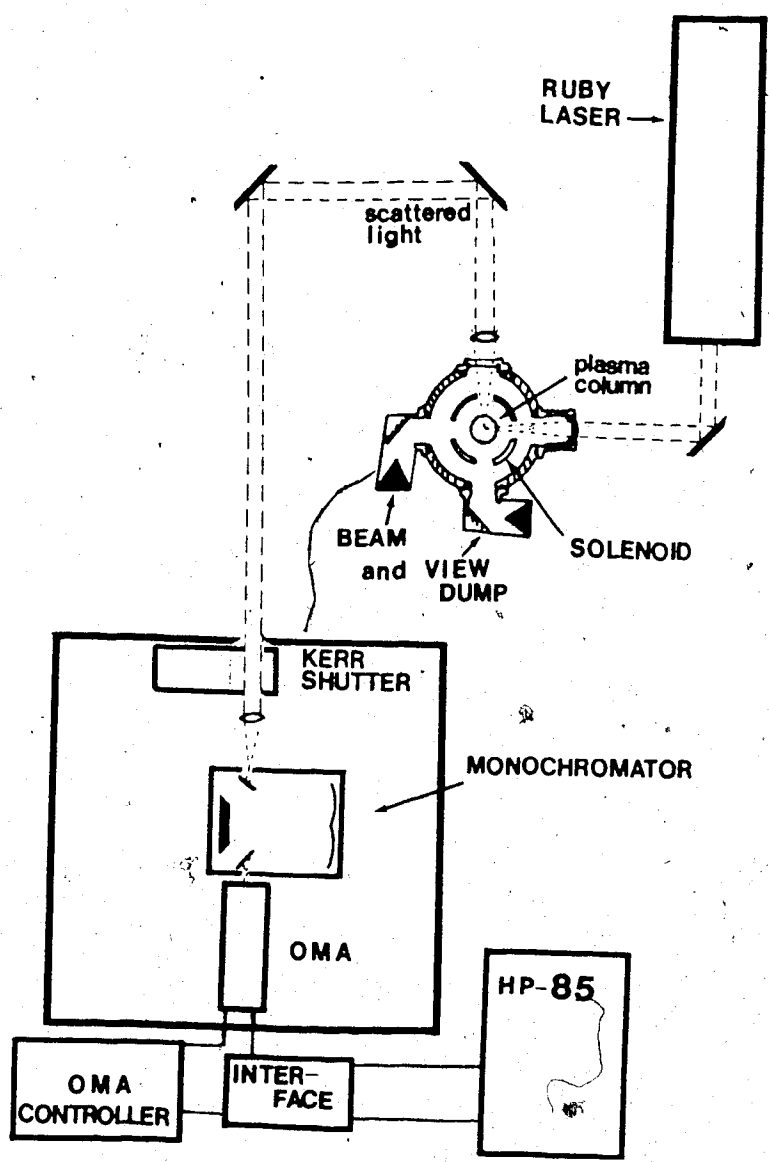 RUBY
LASER
scattered
light
plasma
column
BEAM
and VIEW
DUMP
SOLENOID
KERR
SHUTTER
MONOCHROMATOR
OMA
HP-85
OMA
CONTROLLER
INTER-
FACE